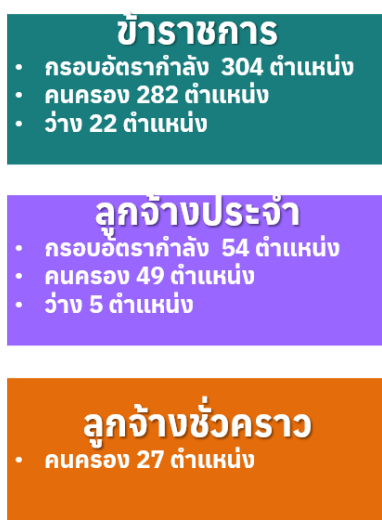 ข้าราชการ
• กรอบอัตรากำลัง 304 ตำแหน่ง
• คนครอง 282 ตำแหน่ง
• ว่าง 22 ตำแหน่ง
ลูกจ้างประจำ
• กรอบอัตรากำลัง 54 ตำแหน่ง
• คนครอง 49 ตำแหน่ง
• ว่าง 5 ตำแหน่ง
ลูกจ้างชั่วคราว
• คนครอง 27 ตำแหน่ง